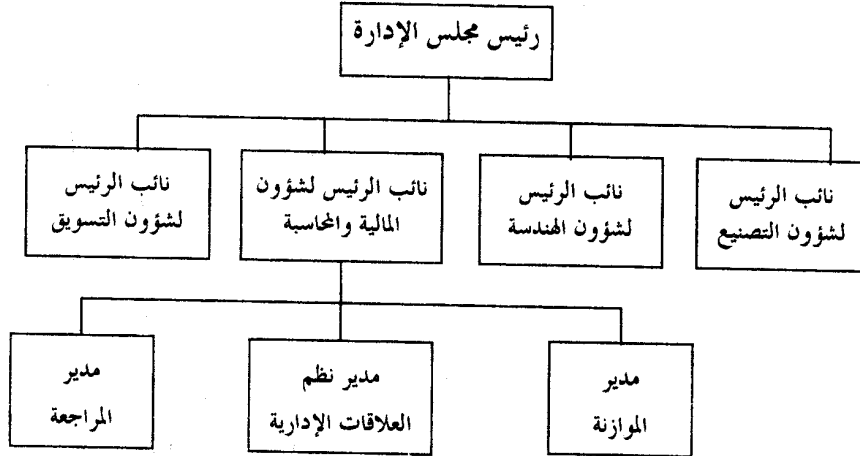 رئيس مجلس الإدارة
نائب الرئيس
لشؤون التصنيع
نائب الرئيس
لشؤون الهندسة
نائب الرئيس لشؤون
المالية والمحاسبة
نائب الرئيس
لشؤون التسويق
مدير
الموازنة
مدير نظم
العلاقات الإدارية
مدير
المراجعة